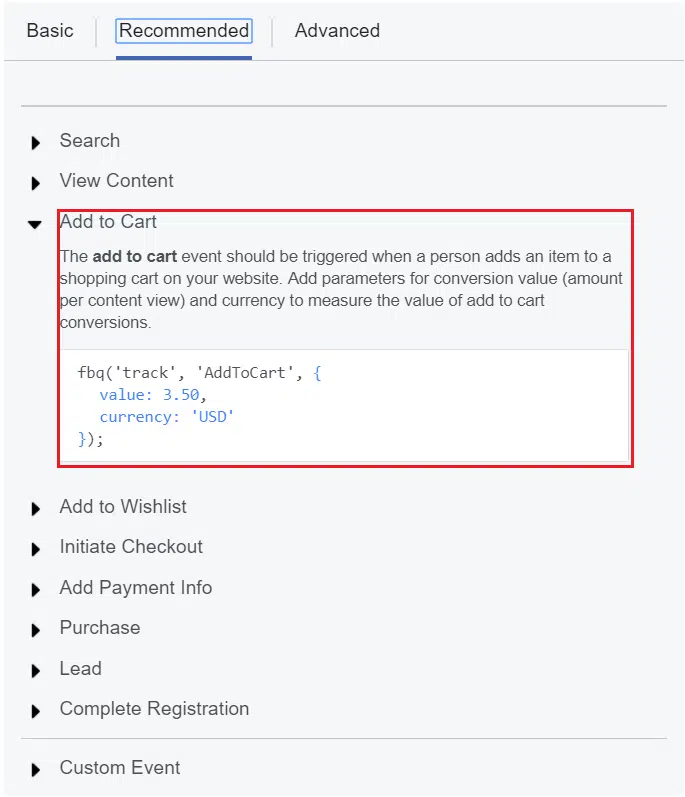 Basic
Recommended
Advanced
Search
View Content
Add to Cart
The add to cart event should be triggered when a person adds an item to a
shopping cart on your website. Add parameters for conversion value (amount
per content view) and currency to measure the value of add to cart
conversions.
fbq('track', 'AddToCart', {
value: 3.50,
currency: 'USD'
});
Add to Wishlist
Initiate Checkout
Add Payment Info
Purchase
Lead
Complete Registration
Custom Event